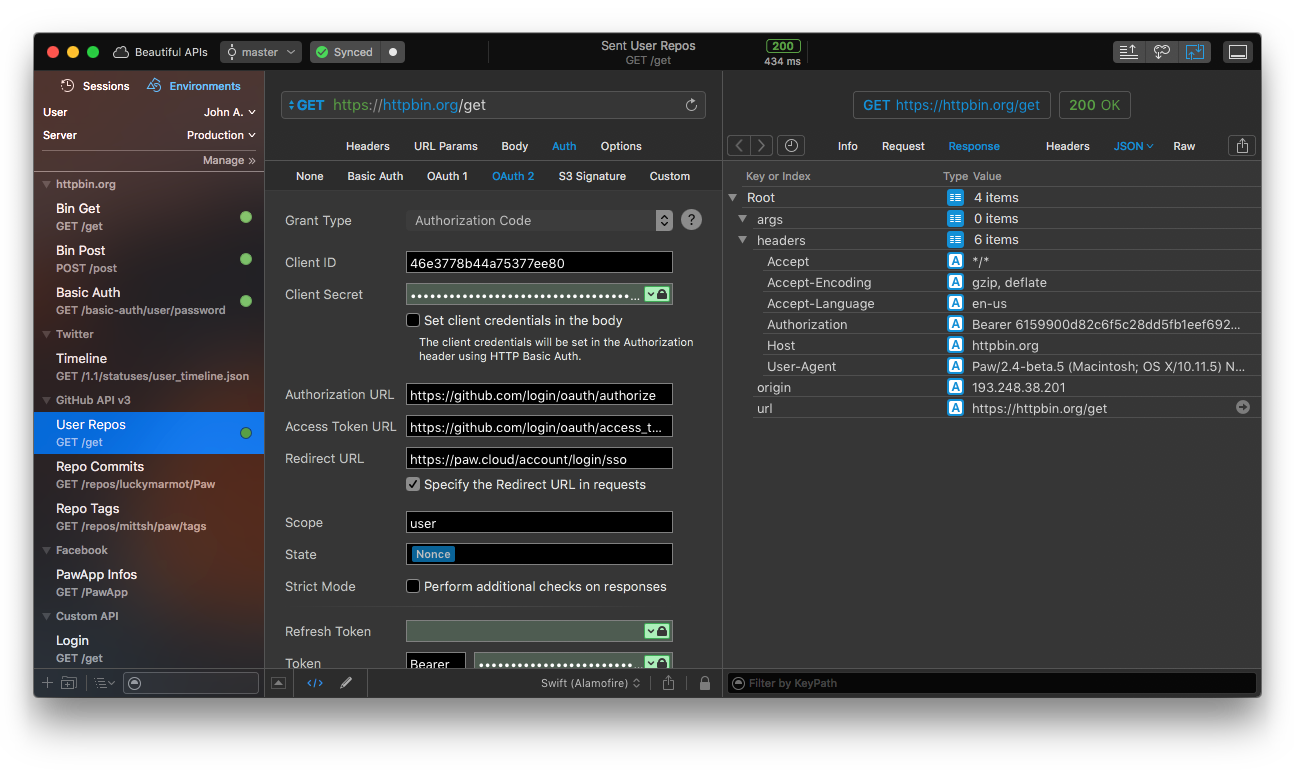 Beautiful APIs
master
Synced
Sent User Repos
GET /get
200
434 ms
Sessions
Environments
User
John A.
Server
Production
Manage »
httpbin.org
Bin Get
GET /get
Bin Post
POST /post
Basic Auth
GET /basic-auth/user/password
Twitter
Timeline
GET /1.1/statuses/user_timeline.json
GitHub API v3
User Repos
GET /get
Repo Commits
GET /repos/luckymarmot/Paw
Repo Tags
GET /repos/mittsh/paw/tags
Facebook
PawApp Infos
GET /PawApp
Custom API
Login
GET /get
GET https://httpbin.org/get
Headers URL Params Body Auth Options
None Basic Auth OAuth 1 OAuth 2 S3 Signature Custom
Grant Type Authorization Code ?
Client ID 46e3778b44a75377ee80
Client Secret ••••••••••••••••••••••••••••••••...
Set client credentials in the body
The client credentials will be set in the Authorization
header using HTTP Basic Auth.
Authorization URL https://github.com/login/oauth/authorize
Access Token URL https://github.com/login/oauth/access_t...
Redirect URL https://paw.cloud/account/login/sso
Specify the Redirect URL in requests
Scope user
State Nonce
Strict Mode Perform additional checks on responses
Refresh Token
Token Bearer ••••••••••••••••••••••...
</> Swift (Alamofire)
GET https://httpbin.org/get 200 OK
Info Request Response Headers JSON Raw
Key or Index Type Value
Root 4 items
args 0 items
headers 6 items
Accept A */*
Accept-Encoding A gzip, deflate
Accept-Language A en-us
Authorization A Bearer 6159900d82c6f5c28dd5fb1eef692...
Host A httpbin.org
User-Agent A Paw/2.4-beta.5 (Macintosh; OS X/10.11.5) N...
origin A 193.248.38.201
url A https://httpbin.org/get
Filter by KeyPath